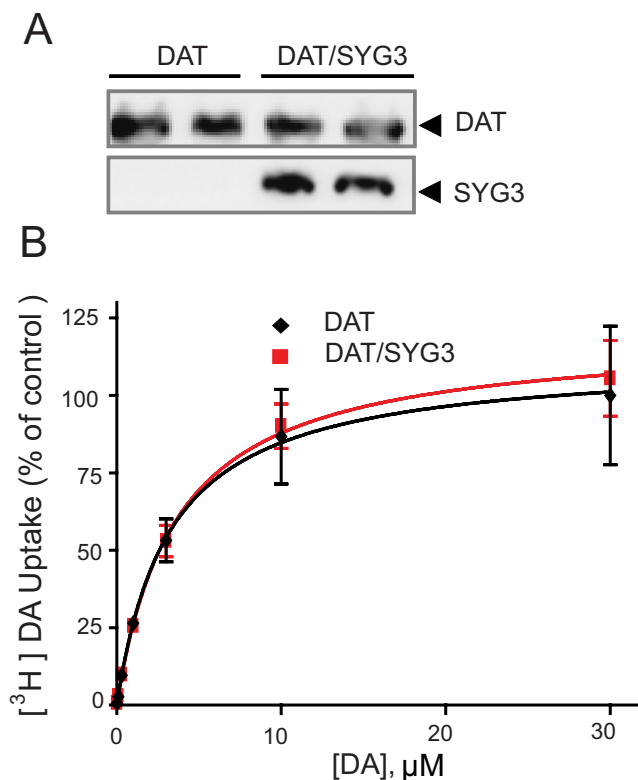 A
DAT DAT/SYG3
DAT
SYG3
B
[³H] DA Uptake (% of control)
125
100
75
50
25
0
DAT
DAT/SYG3
0 10 20 30
[DA], µM